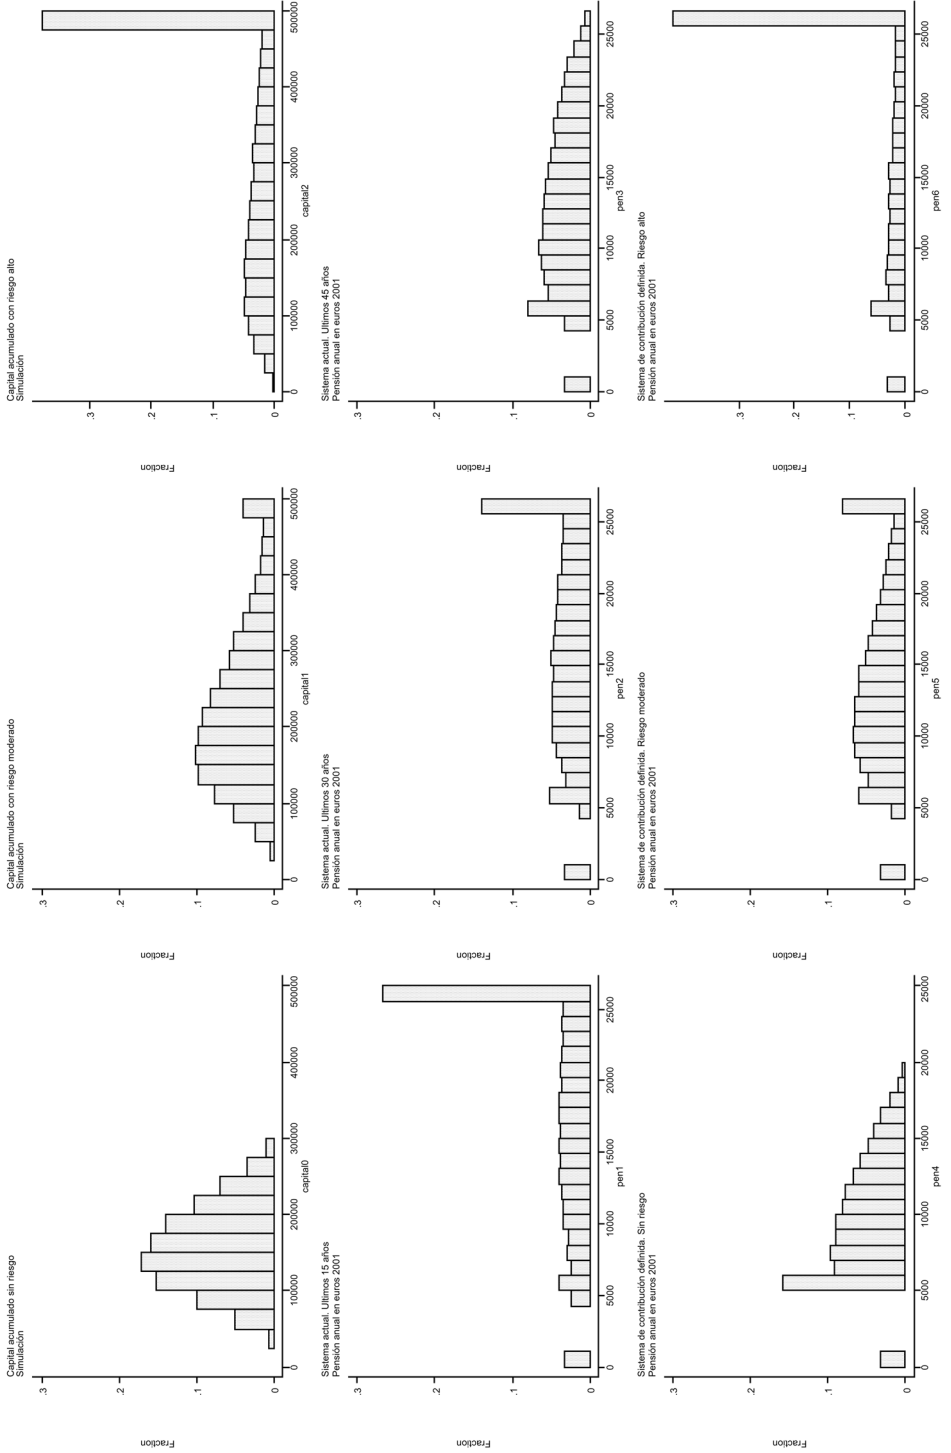 Capital acumulado sin riesgo
Simulación
Fraction
.3
.2
.1
0
0
100000
200000
300000
400000
500000
capital0
Capital acumulado con riesgo moderado
Simulación
Fraction
.3
.2
.1
0
0
100000
200000
300000
400000
500000
capital1
Capital acumulado con riesgo alto
Simulación
Fraction
.3
.2
.1
0
0
100000
200000
300000
400000
500000
capital2
Sistema actual. Ultimos 15 años
Pensión anual en euros 2001
Fraction
.3
.2
.1
0
0
5000
10000
15000
20000
25000
pen1
Sistema actual. Ultimos 30 años
Pensión anual en euros 2001
Fraction
.3
.2
.1
0
0
5000
10000
15000
20000
25000
pen2
Sistema actual. Ultimos 45 años
Pensión anual en euros 2001
Fraction
.3
.2
.1
0
0
5000
10000
15000
20000
25000
pen3
Sistema de contribución definida. Sin riesgo
Pensión anual en euros 2001
Fraction
.3
.2
.1
0
0
5000
10000
15000
20000
25000
pen4
Sistema de contribución definida. Riesgo moderado
Pensión anual en euros 2001
Fraction
.3
.2
.1
0
0
5000
10000
15000
20000
25000
pen5
Sistema de contribución definida. Riesgo alto
Pensión anual en euros 2001
Fraction
.3
.2
.1
0
0
5000
10000
15000
20000
25000
pen6